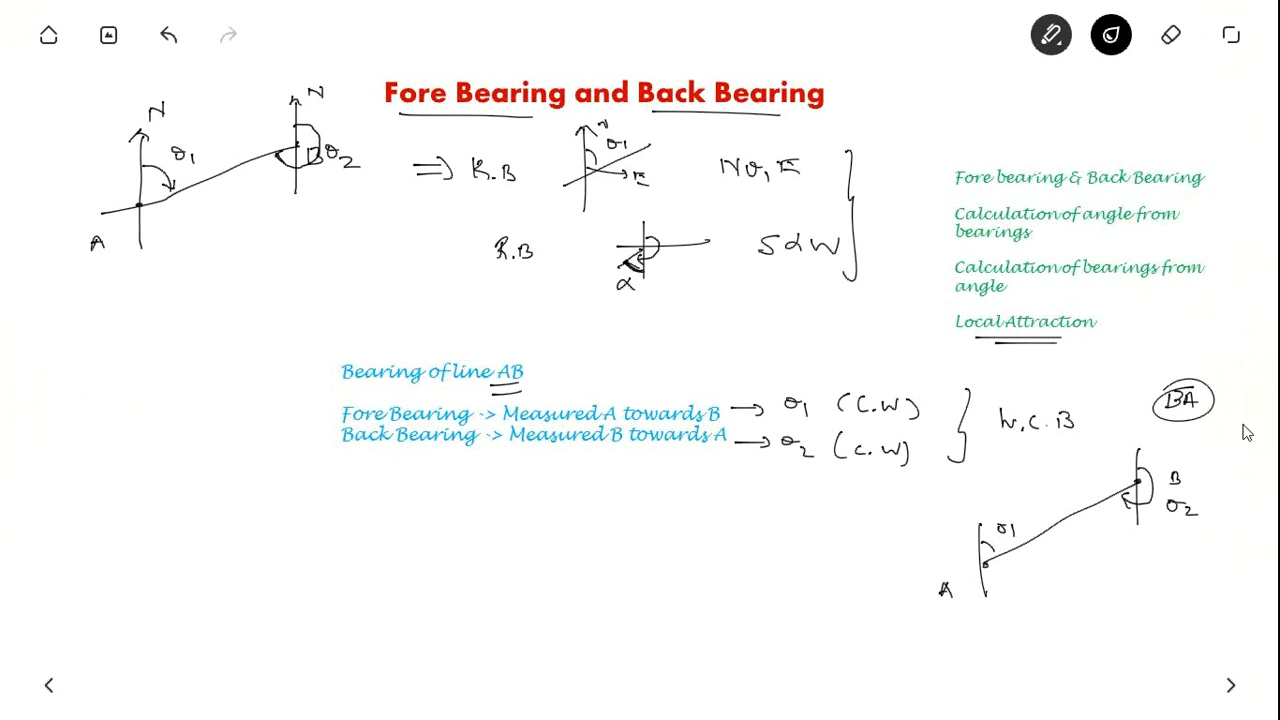 Fore Bearing and Back Bearing
N
N
θ1
B
θ2
A
=> R.B
N
θ1
E
Nθ1E
R.B
α
SαW
Fore bearing & Back Bearing
Calculation of angle from
bearings
Calculation of bearings from
angle
Local Attraction
Bearing of line AB
Fore Bearing -> Measured A towards B → θ1 (C.W)
Back Bearing -> Measured B towards A → θ2 (C.W)
W.C.B
BA
B
θ2
θ1
A